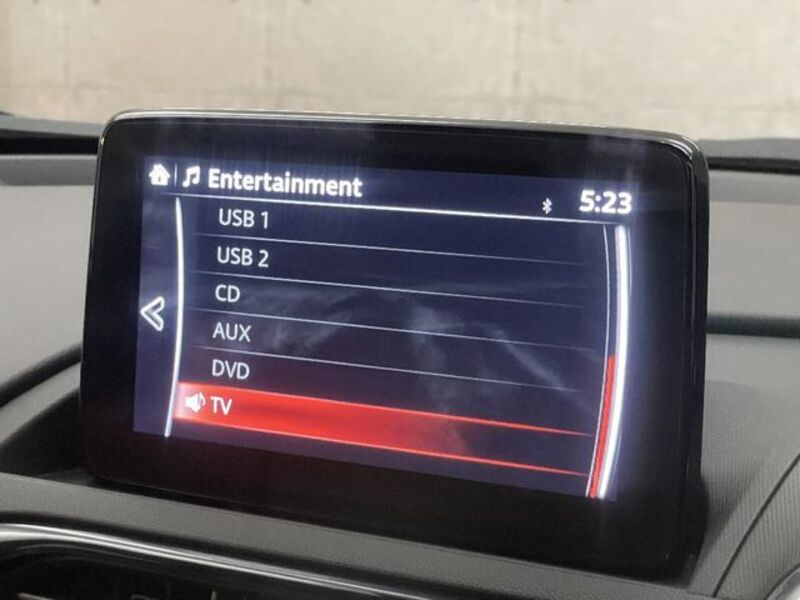 Entertainment 5:23
USB 1
USB 2
CD
AUX
DVD
TV